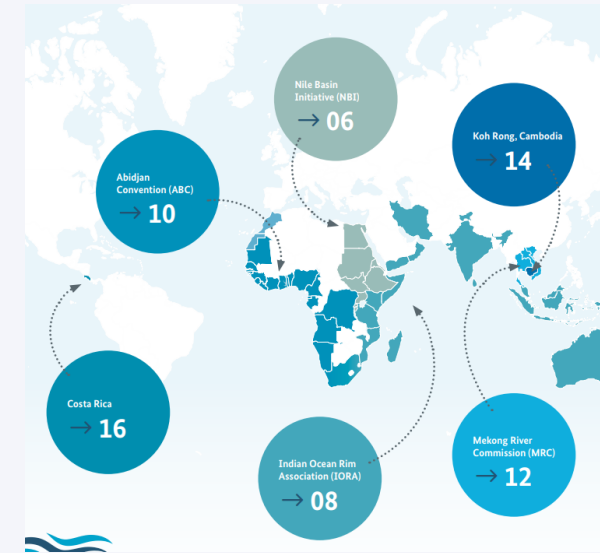 Nile Basin
Initiative (NBI)
→ 06
Koh Rong, Cambodia
→ 14
Abidjan
Convention (ABC)
→ 10
Costa Rica
→ 16
Indian Ocean Rim
Association (IORA)
→ 08
Mekong River
Commission (MRC)
→ 12